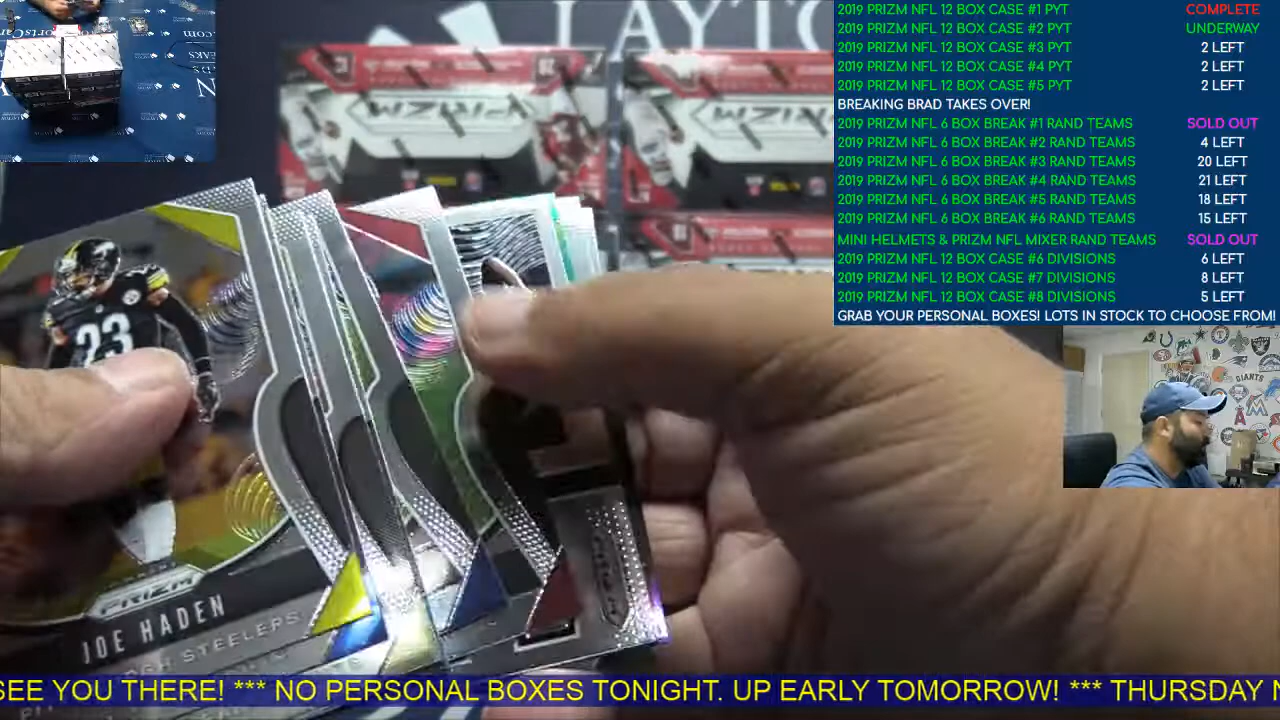 2019 PRIZM NFL 12 BOX CASE #1 PYT COMPLETE
2019 PRIZM NFL 12 BOX CASE #2 PYT UNDERWAY
2019 PRIZM NFL 12 BOX CASE #3 PYT 2 LEFT
2019 PRIZM NFL 12 BOX CASE #4 PYT 2 LEFT
2019 PRIZM NFL 12 BOX CASE #5 PYT 2 LEFT
BREAKING BRAD TAKES OVER!
2019 PRIZM NFL 6 BOX BREAK #1 RAND TEAMS SOLD OUT
2019 PRIZM NFL 6 BOX BREAK #2 RAND TEAMS 4 LEFT
2019 PRIZM NFL 6 BOX BREAK #3 RAND TEAMS 20 LEFT
2019 PRIZM NFL 6 BOX BREAK #4 RAND TEAMS 21 LEFT
2019 PRIZM NFL 6 BOX BREAK #5 RAND TEAMS 18 LEFT
2019 PRIZM NFL 6 BOX BREAK #6 RAND TEAMS 15 LEFT
MINI HELMETS & PRIZM NFL MIXER RAND TEAMS SOLD OUT
2019 PRIZM NFL 12 BOX CASE #6 DIVISIONS 6 LEFT
2019 PRIZM NFL 12 BOX CASE #7 DIVISIONS 8 LEFT
2019 PRIZM NFL 12 BOX CASE #8 DIVISIONS 5 LEFT
GRAB YOUR PERSONAL BOXES! LOTS IN STOCK TO CHOOSE FROM!
LAYTO
PRIZM
PRIZM
GIANTS
23
PRIZM
JOE HADEN
STEELERS
PRIZM
SEE YOU THERE! *** NO PERSONAL BOXES TONIGHT. UP EARLY TOMORROW! *** THURSDAY